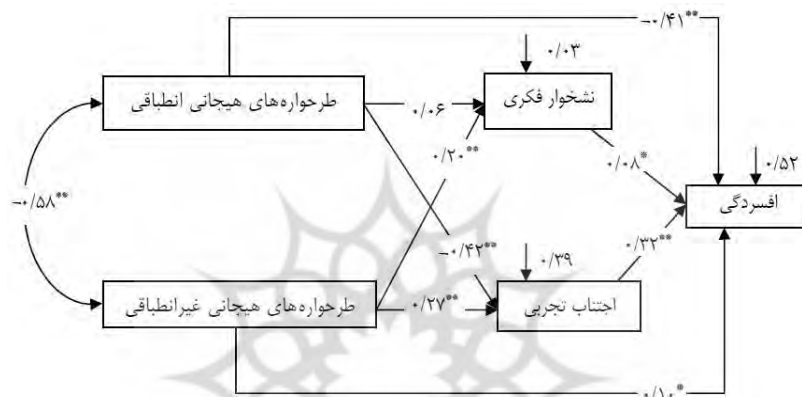 -۰/۴۱**
۰/۰۳
طرحواره‌های هیجانی انطباقی
نشخوار فکری
۰/۰۶
۰/۲۰**
۰/۰۸*
۰/۵۲
-۰/۵۸**
افسردگی
-۰/۴۲**
۰/۳۹
۰/۳۲**
طرحواره‌های هیجانی غیرانطباقی
۰/۲۷**
اجتناب تجربی
۰/۱۰*